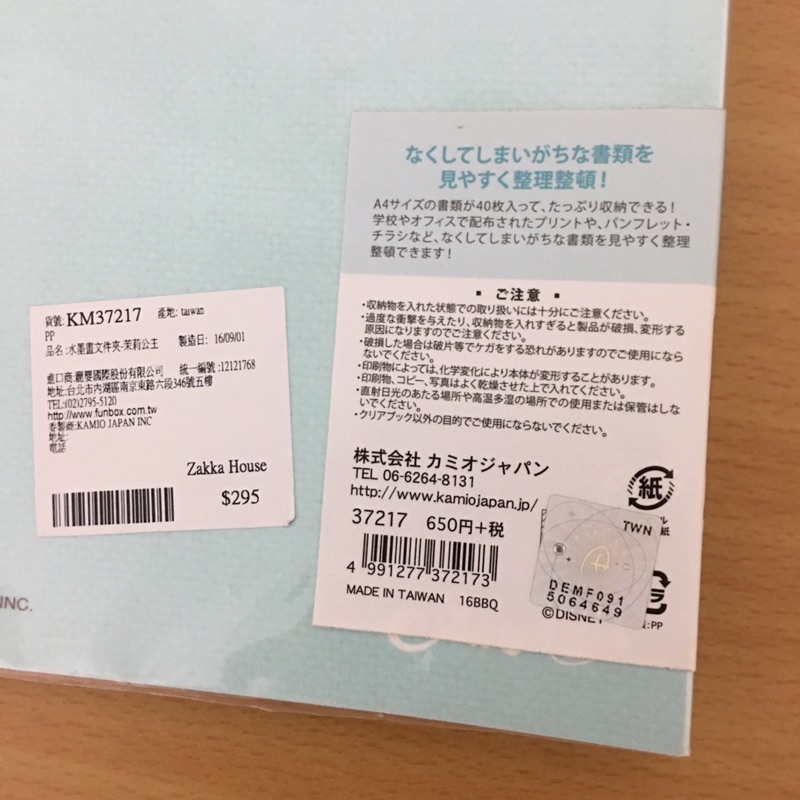 なくしてしまいがちな書類を
見やすく整理整頓！
A4サイズの書類が40枚入って、たっぷり収納できる！
学校やオフィスで配布されたプリントや、パンフレット・
チラシなど、なくしてしまいがちな書類を見やすく整理
整頓できます！
▪ ご注意 ▪
・収納物を入れた状態での取り扱いには十分にご注意ください。
・過度な衝撃を与えたり、収納物を入れすぎると製品が破損、変形する
原因になりますのでご注意ください。
・破損した場合は破片等でケガをする恐れがありますのでご使用になら
ないでください。
・印刷物によっては、化学変化により本体が変形することがあります。
・印刷物、コピー、写真はよく乾燥させた上で入れてください。
・直射日光のあたる場所や高温多湿の場所での使用または保管はしな
いでください。
・クリアブック以外の目的でご使用にならないでください。
株式会社 カミオジャパン
TEL 06-6264-8131
http://www.kamiojapan.jp/
37217 650円+税
4 991277 372173
MADE IN TAIWAN 16BBQ
紙
ル
紙
TWN
DEMF091
5064649
©DISNEY
ラ
:PP
貨號: KM37217 產地: taiwan
PP
品名:水墨畫文件夾-茉莉公主 製造日: 16/09/01
進口商:麗嬰國際股份有限公司 統一編號:12121768
地址:台北市內湖區南京東路六段346號五樓
TEL:(02)2795-5120
http://www.funbox.com.tw
委製商:KAMIO JAPAN INC
地址:
電話
Zakka House
$295
INC.